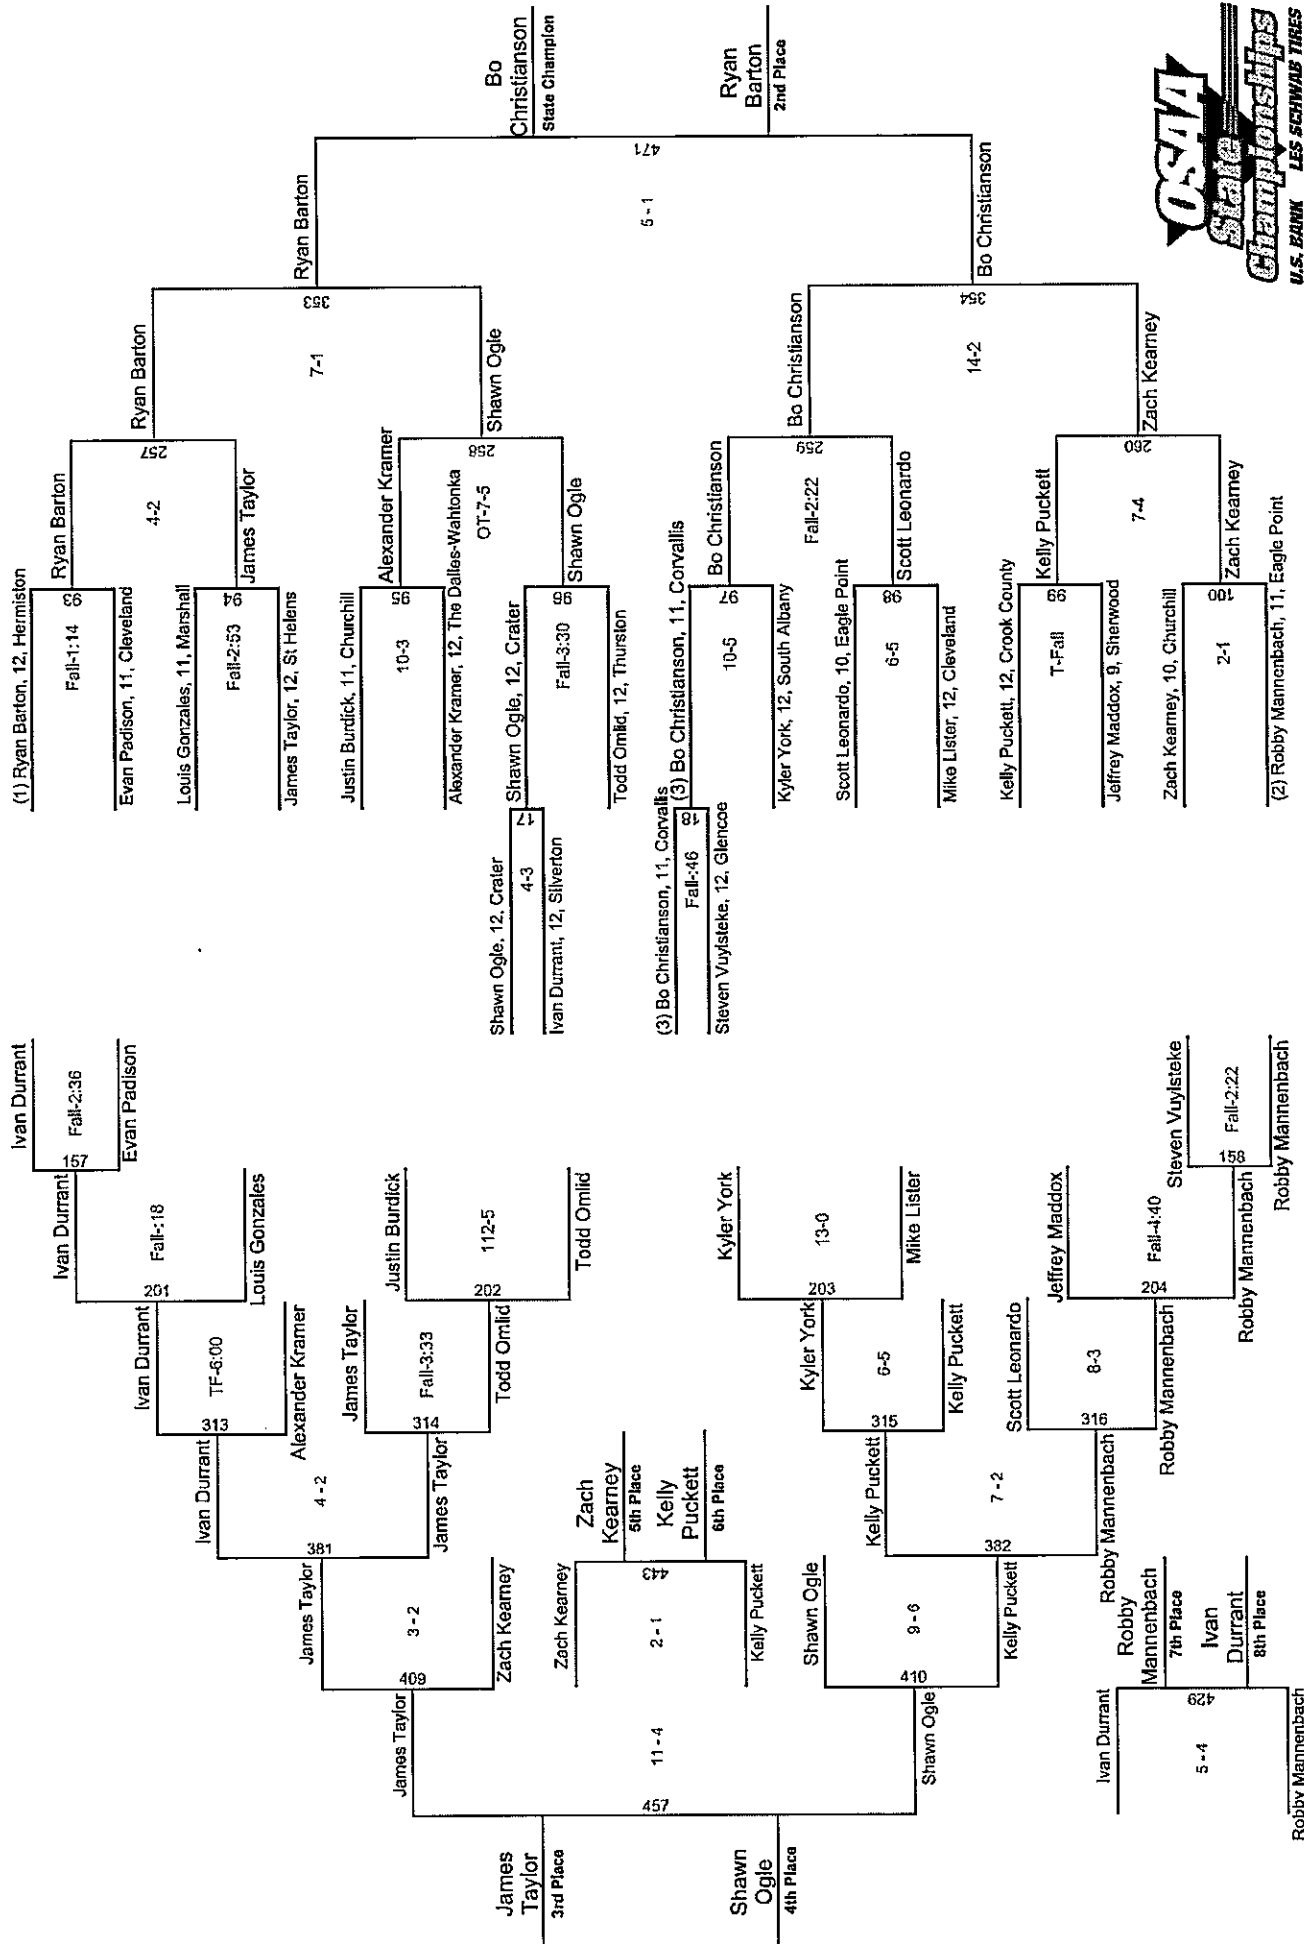 (1) Ryan Barton, 12, Hermiston
Ryan Barton
93
Fall-1:14
Evan Padison, 11, Cleveland
Ryan Barton
257
4-2
Louis Gonzales, 11, Marshall
94
Fall-2:53
James Taylor
James Taylor, 12, St Helens
Ryan Barton
353
7-1
Justin Burdick, 11, Churchill
Alexander Kramer
95
10-3
Alexander Kramer, 12, The Dalles-Wahtonka
258
OT-7-5
Shawn Ogle
Shawn Ogle, 12, Crater
17
4-3
Ivan Durrant, 12, Silverton
Shawn Ogle, 12, Crater
96
Fall-3:30
Shawn Ogle
Todd Omlid, 12, Thurston
Bo
Christianson
State Champion
471
5 - 1
Ryan
Barton
2nd Place
(3) Bo Christianson, 11, Corvallis
18
Fall-:46
Steven Vuylsteke, 12, Glencoe
(3) Bo Christianson, 11, Corvallis
Bo Christianson
97
10-5
Kyler York, 12, South Albany
Bo Christianson
259
Fall-2:22
Scott Leonardo, 10, Eagle Point
98
6-5
Scott Leonardo
Mike Lister, 12, Cleveland
Bo Christianson
354
14-2
Kelly Puckett, 12, Crook County
Kelly Puckett
99
T-Fall
Jeffrey Maddox, 9, Sherwood
260
7-4
Zach Kearney
Zach Kearney, 10, Churchill
100
2-1
Zach Kearney
(2) Robby Mannenbach, 11, Eagle Point
OSAA
State
Championships
U.S. BANK LES SCHWAB TIRES
Ivan Durrant
157
Fall-2:36
Evan Padison
Ivan Durrant
201
Fall-:18
Louis Gonzales
Ivan Durrant
313
TF-6:00
Alexander Kramer
Ivan Durrant
381
4 - 2
James Taylor
Justin Burdick
202
112-5
Todd Omlid
James Taylor
314
Fall-3:33
Todd Omlid
James Taylor
409
3 - 2
Zach Kearney
James Taylor
457
11 - 4
Shawn Ogle
James
Taylor
3rd Place
Shawn
Ogle
4th Place
Zach Kearney
443
2 - 1
Kelly Puckett
Zach
Kearney
5th Place
Kelly
Puckett
6th Place
Kyler York
203
13-0
Mike Lister
Kyler York
315
6-5
Kelly Puckett
Kelly Puckett
382
7 - 2
Robby Mannenbach
Shawn Ogle
410
9 - 6
Kelly Puckett
Scott Leonardo
316
8-3
Robby Mannenbach
Jeffrey Maddox
204
Fall-4:40
Robby Mannenbach
Steven Vuylsteke
158
Fall-2:22
Robby Mannenbach
Ivan Durrant
429
5 - 4
Robby Mannenbach
Robby
Mannenbach
7th Place
Ivan
Durrant
8th Place